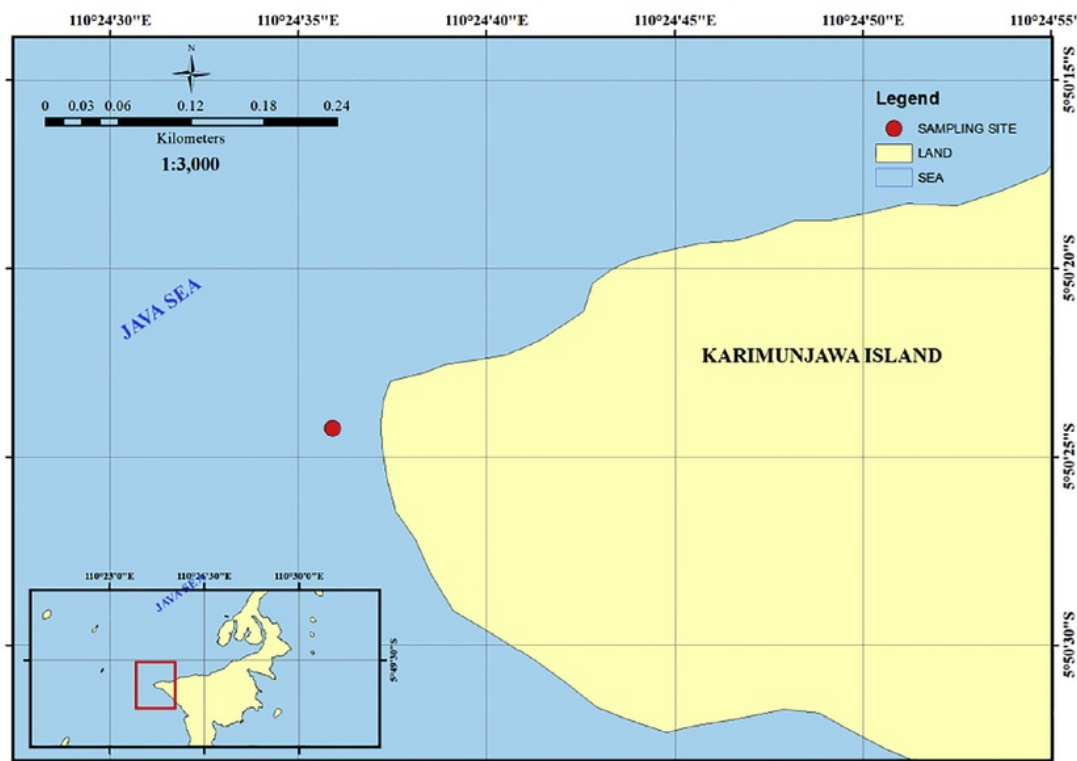 110°24'30"E 110°24'35"E 110°24'40"E 110°24'45"E 110°24'50"E 110°24'55"
N
0 0.03 0.06 0.12 0.18 0.24
Kilometers
1:3,000
Legend
SAMPLING SITE
LAND
SEA
5°50'15"S
5°50'20"S
JAVA SEA
KARIMUNJAWA ISLAND
5°50'25"S
5°50'30"S
110°23'0"E 110°26'30"E 110°30'0"E
JAVA SEA
5°49'30"S